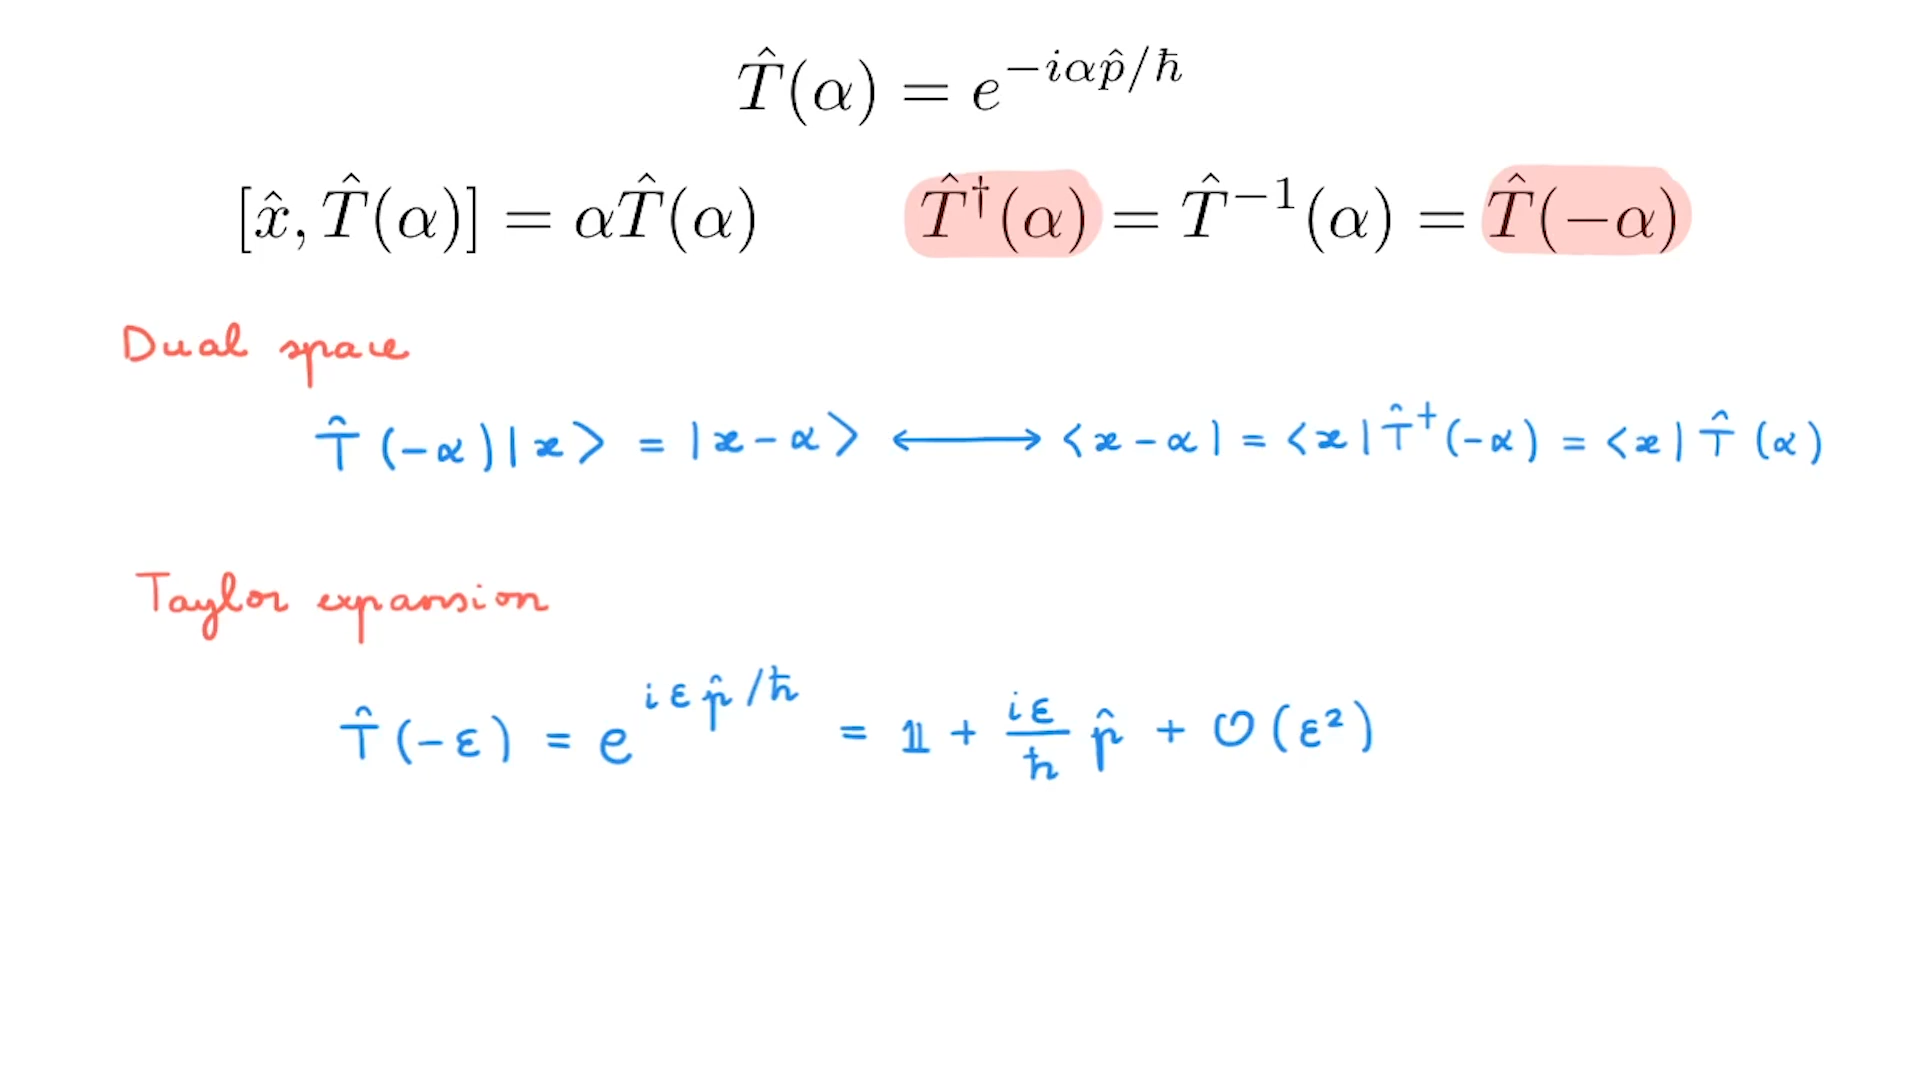 T̂(α) = e^{−iαp̂/ħ}
[x̂, T̂(α)] = αT̂(α)    T̂†(α) = T̂⁻¹(α) = T̂(−α)
Dual space
T̂(-α)|x⟩ = |x-α⟩ ⟷ ⟨x-α| = ⟨x|T̂†(-α) = ⟨x|T̂(α)
Taylor expansion
T̂(-ε) = e^{iεp̂/ħ} = 𝟙 + iε/ħ p̂ + O(ε²)